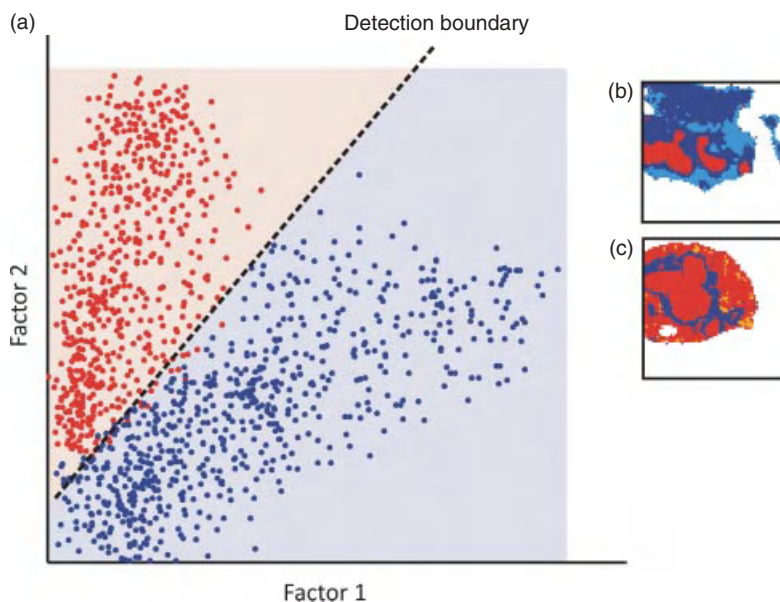 (a)
Detection boundary
Factor 2
Factor 1
(b)
(c)